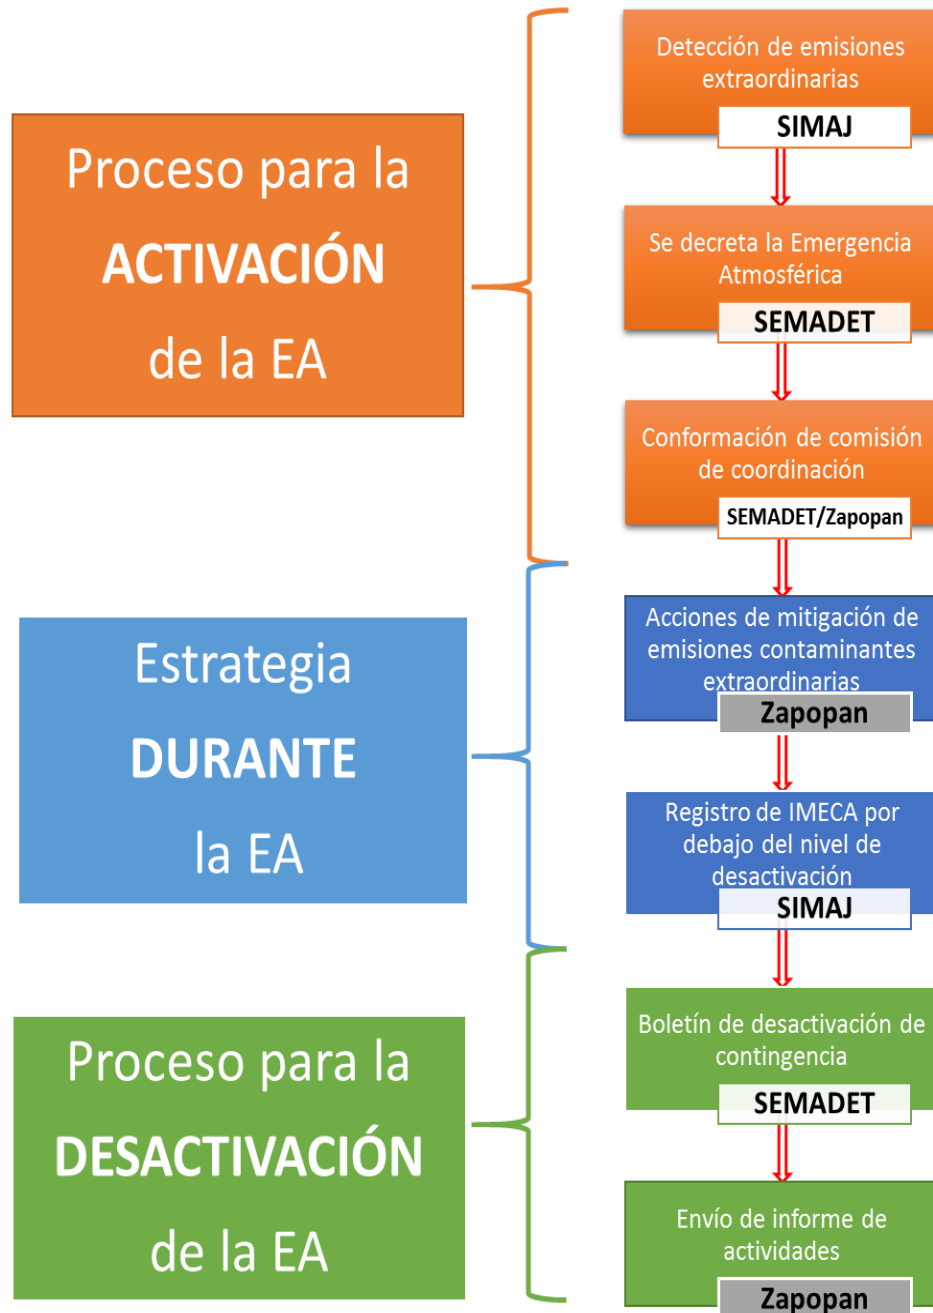 Proceso para la
ACTIVACIÓN
de la EA
Detección de emisiones
extraordinarias
SIMAJ
Se decreta la Emergencia
Atmosférica
SEMADET
Conformación de comisión
de coordinación
SEMADET/Zapopan
Estrategia
DURANTE
la EA
Acciones de mitigación de
emisiones contaminantes
extraordinarias
Zapopan
Registro de IMECA por
debajo del nivel de
desactivación
SIMAJ
Proceso para la
DESACTIVACIÓN
de la EA
Boletín de desactivación de
contingencia
SEMADET
Envío de informe de
actividades
Zapopan